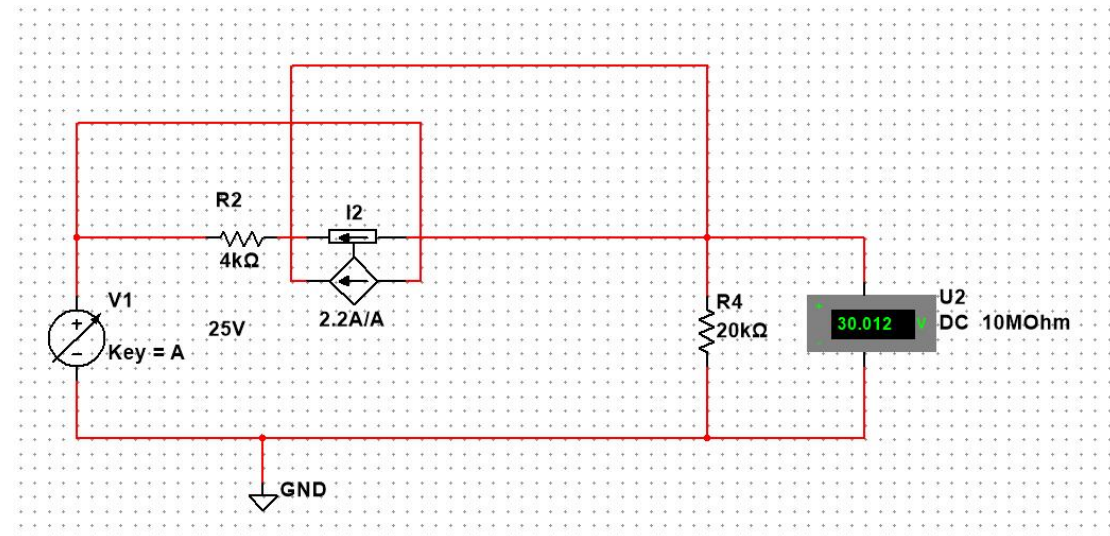 R2
4kΩ
I2
2.2A/A
V1
25V
Key = A
R4
20kΩ
U2
30.012 V
DC 10MOhm
GND